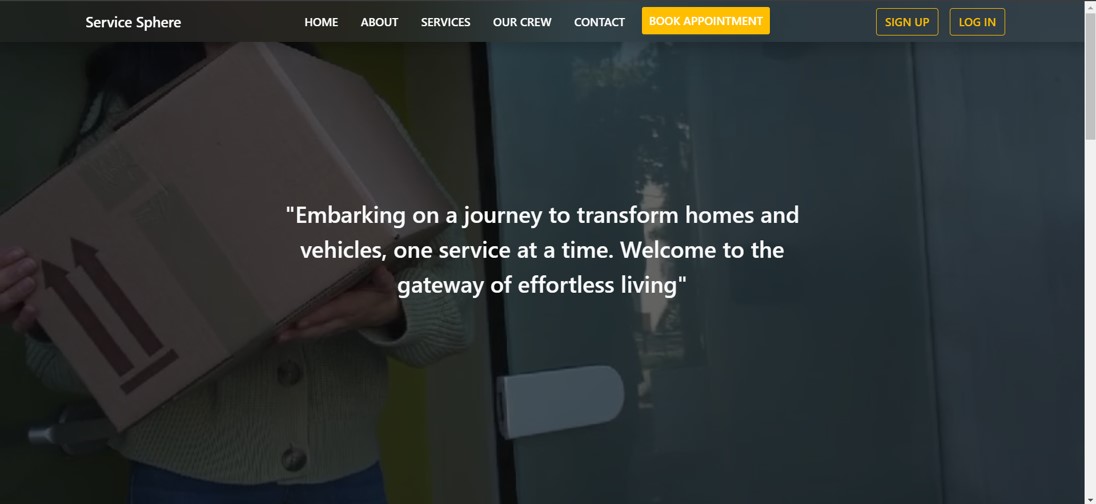 Service Sphere
HOME ABOUT SERVICES OUR CREW CONTACT BOOK APPOINTMENT SIGN UP LOG IN
"Embarking on a journey to transform homes and
vehicles, one service at a time. Welcome to the
gateway of effortless living"